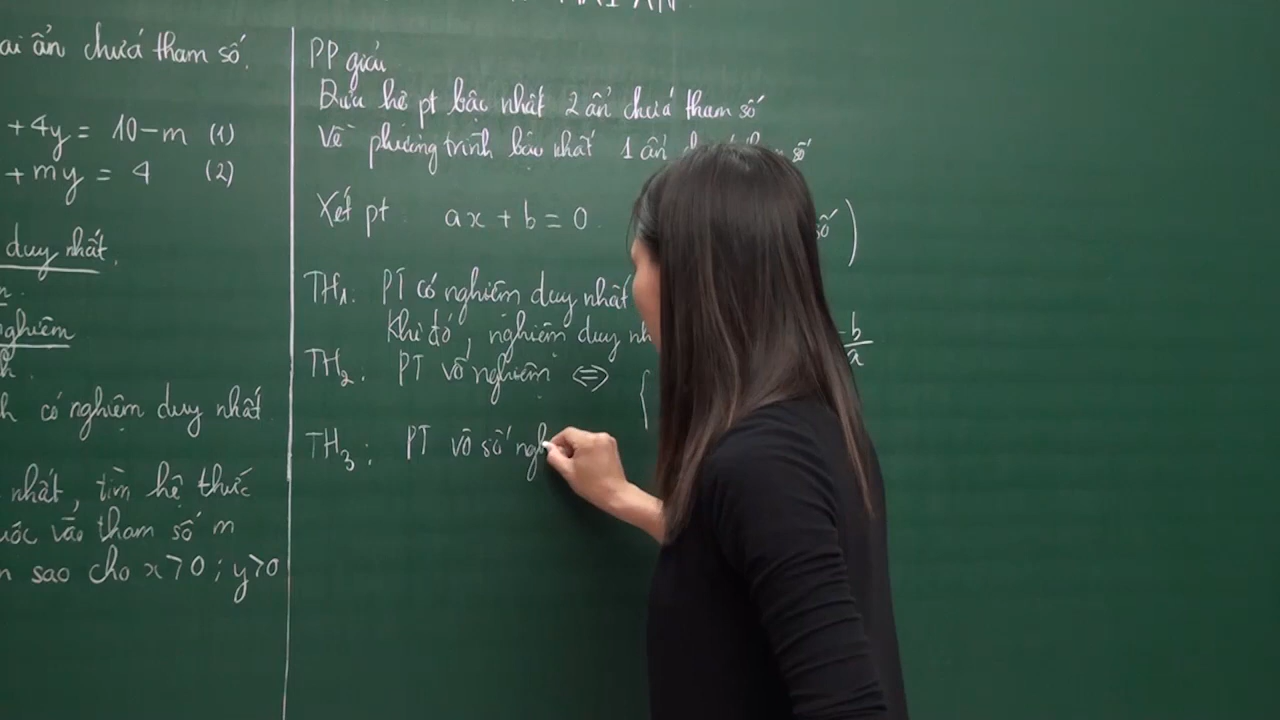 ai ẩn chứa tham số.
+4y = 10 - m (1)
+ my = 4 (2)
duy nhất.
nghiệm
có nghiệm duy nhất
nhất, tìm hệ thức
uộc vào tham số m
sao cho x > 0 ; y > 0
PP giải
Đưa hệ pt bậc nhất 2 ẩn chứa tham số
Về phương trình bậc nhất 1 ẩn
Xét pt ax + b = 0
số )
TH1: PT có nghiệm duy nhất
Khi đó, nghiệm duy nh
-b/a
TH2: PT vô nghiệm ⇔ {
TH3: PT vô số ngh